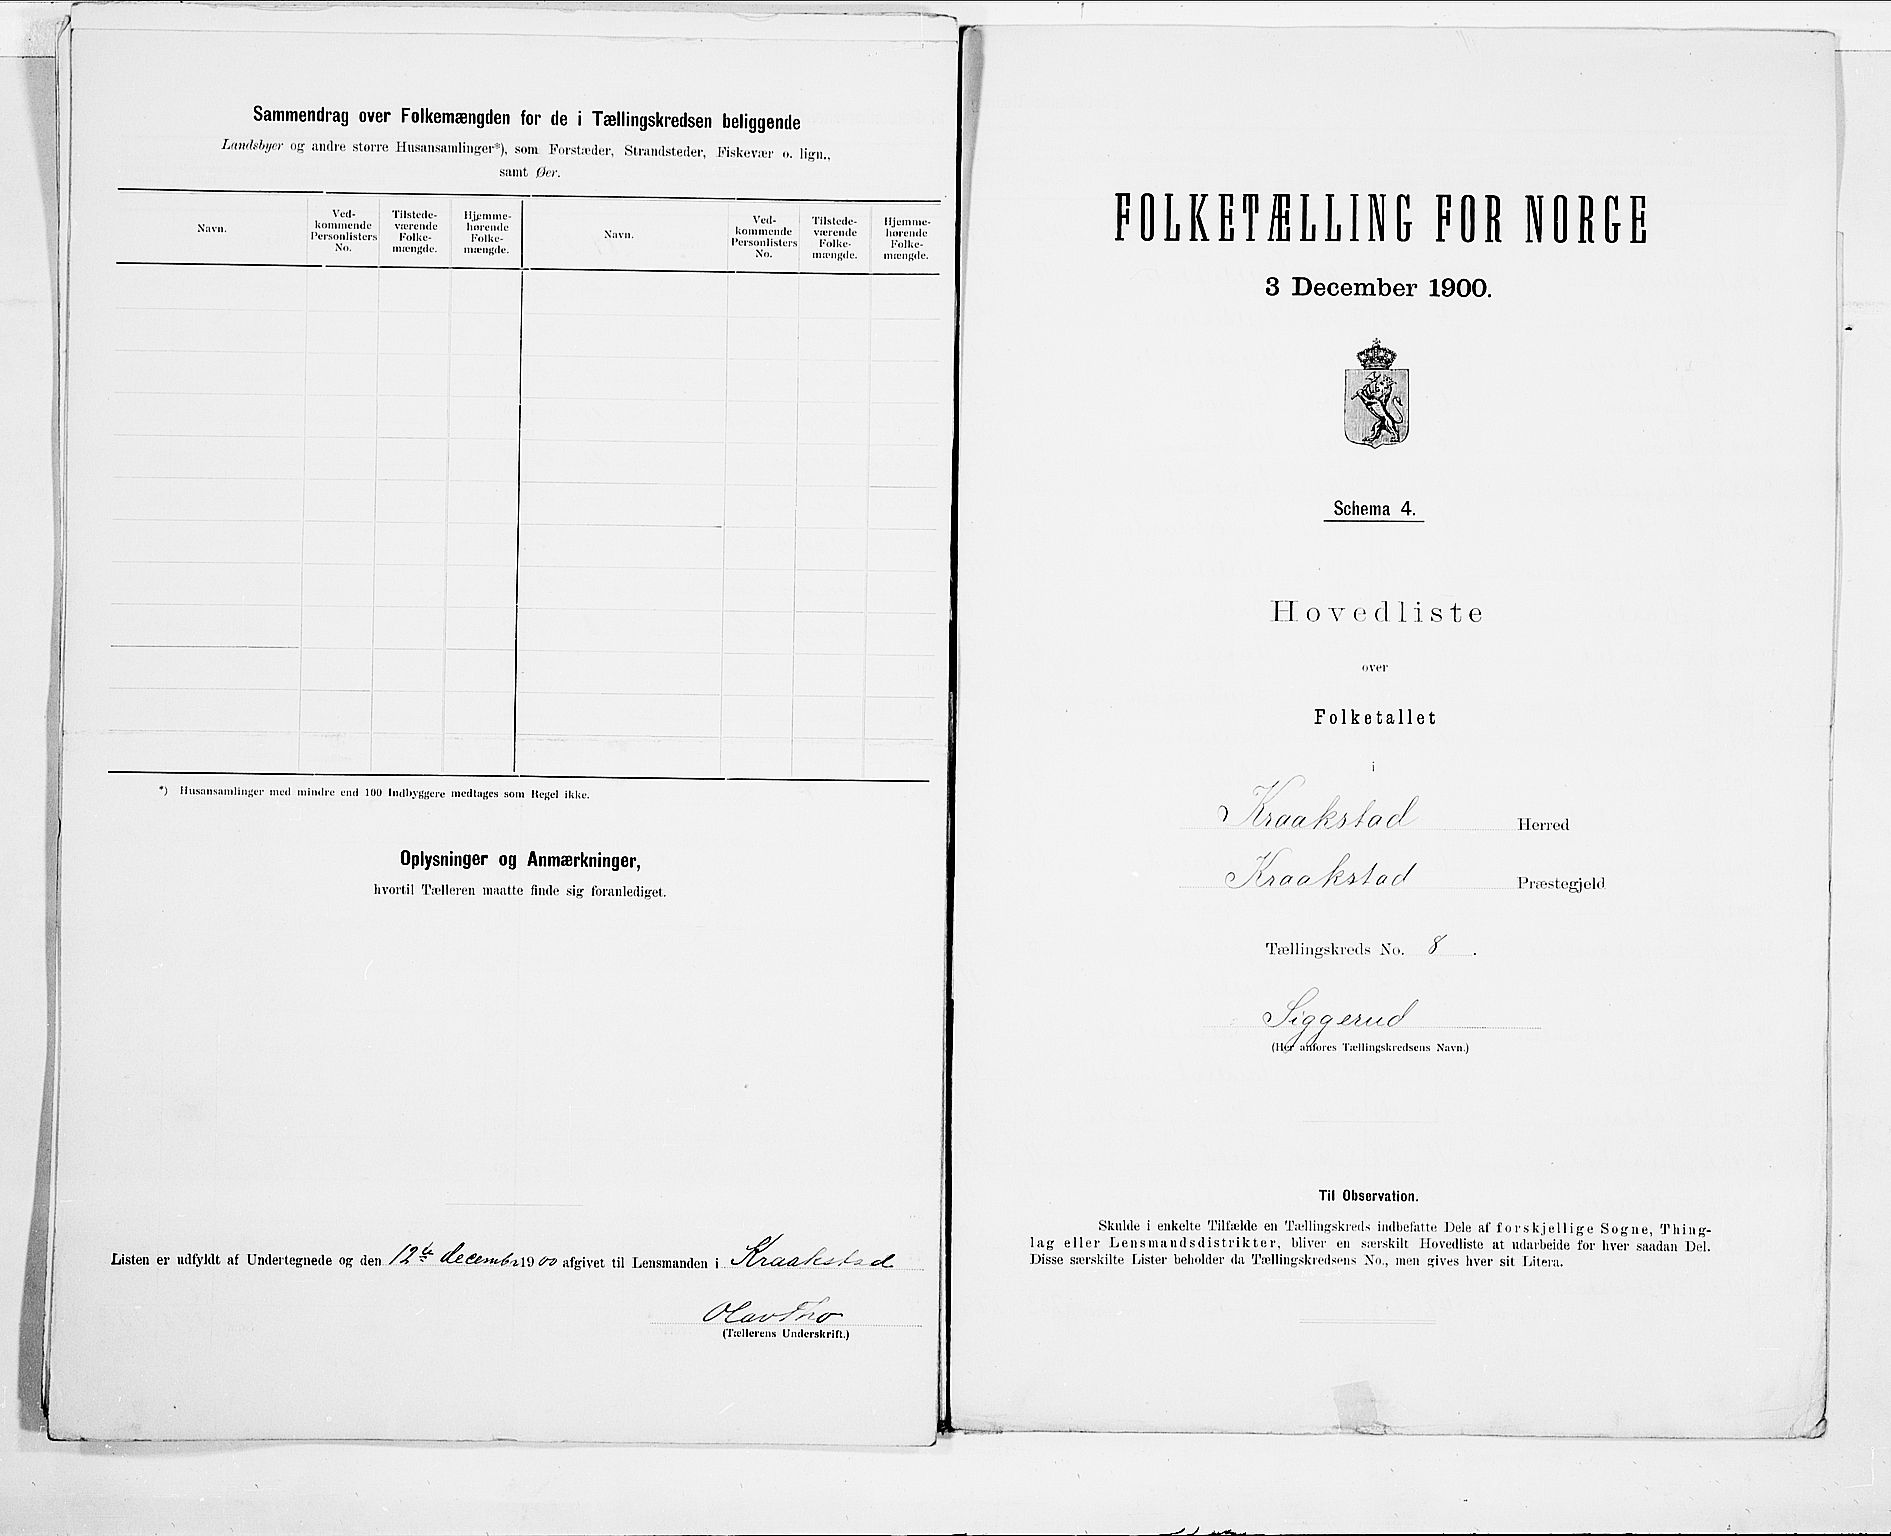 Sammendrag over Folkemængden for de i Tællingskredsen beliggende
Landsbyer og andre større Husansamlinger*), som Forstæder, Strandsteder, Fiskevær o. lign.,
samt Øer.
Navn.
Ved-
kommende
Personlisters
No.
Tilstede-
værende
Folke-
mængde.
Hjemme-
hørende
Folke-
mængde.
Navn.
Ved-
kommende
Personlisters
No.
Tilstede-
værende
Folke-
mængde.
Hjemme-
hørende
Folke-
mængde.
*) Husansamlinger med mindre end 100 Indbyggere medtages som Regel ikke.
Oplysninger og Anmærkninger,
hvortil Tælleren maatte finde sig foranlediget.
Listen er udfyldt af Undertegnede og den 12te decembr 1900 afgivet til Lensmanden i Kraakstad
Olav
(Tællerens Underskrift.)
FOLKETÆLLING FOR NORGE
3 December 1900.
Schema 4.
Hovedliste
over
Folketallet
i
Kraakstad Herred
Kraakstad Præstegjeld
Tællingskreds No. 8.
Siggerud
(Her anføres Tællingskredsens Navn.)
Til Observation.
Skulde i enkelte Tilfælde en Tællingskreds indbefatte Dele af forskjellige Sogne, Thing-
lag eller Lensmandsdistrikter, bliver en særskilt Hovedliste at udarbeide for hver saadan Del.
Disse særskilte Lister beholder da Tællingskredsens No., men gives hver sit Litera.